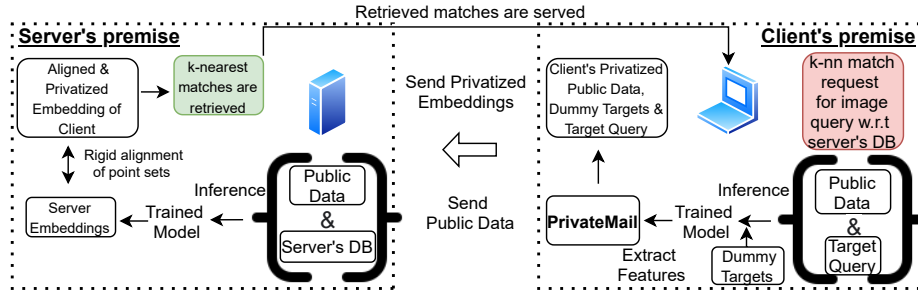 Retrieved matches are served
Server's premise
Aligned &
Privatized
Embedding of
Client
k-nearest
matches are
retrieved
Rigid alignment
of point sets
Server
Embeddings
Trained
Model
Inference
Public
Data
&
Server's DB
Send Privatized
Embeddings
Send
Public Data
Client's premise
Client's Privatized
Public Data,
Dummy Targets &
Target Query
k-nn match
request
for image
query w.r.t
server's DB
PrivateMail
Extract
Features
Trained
Model
Inference
Dummy
Targets
Public
Data
&
Target
Query